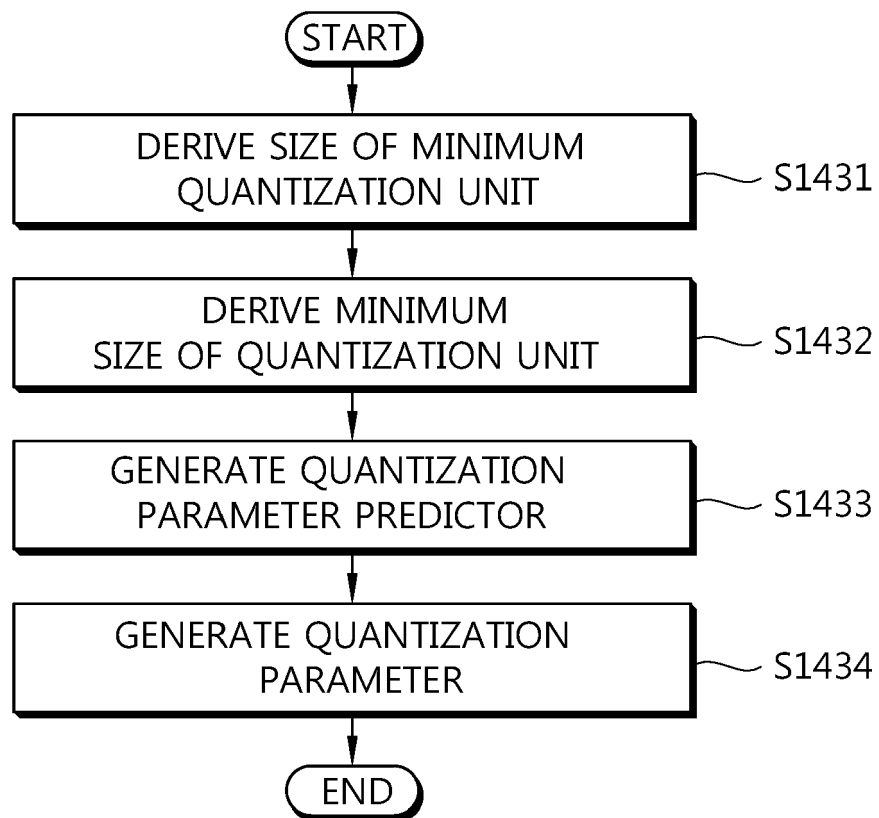 START
DERIVE SIZE OF MINIMUM
QUANTIZATION UNIT
S1431
DERIVE MINIMUM
SIZE OF QUANTIZATION UNIT
S1432
GENERATE QUANTIZATION
PARAMETER PREDICTOR
S1433
GENERATE QUANTIZATION
PARAMETER
S1434
END